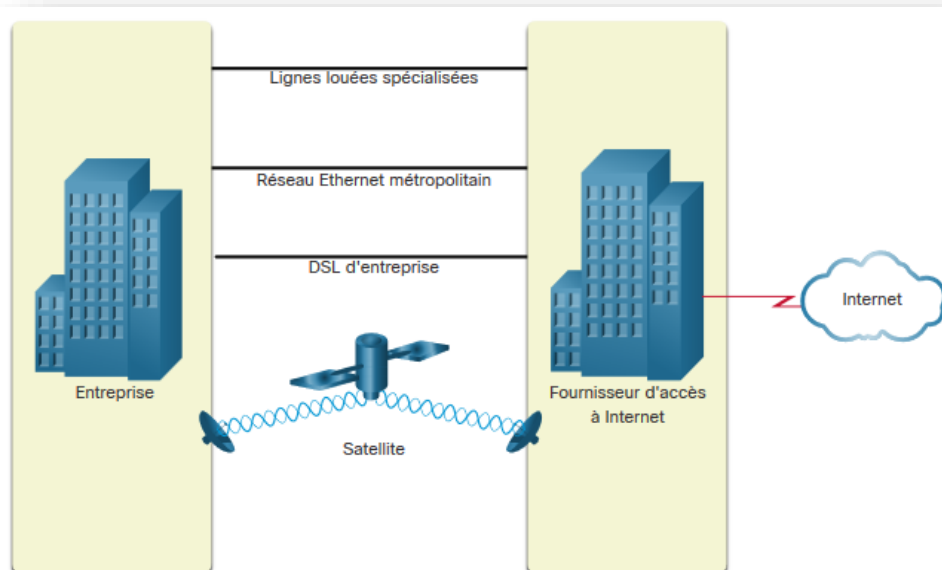 Lignes louées spécialisées
Réseau Ethernet métropolitain
DSL d'entreprise
Entreprise
Satellite
Fournisseur d'accès
à Internet
Internet